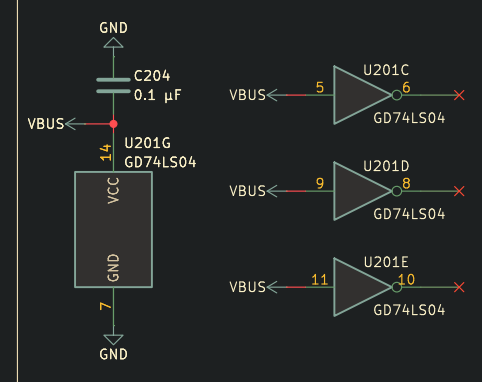 GND
C204
0.1 µF
VBUS
14
U201G
GD74LS04
VCC
GND
7
GND
U201C
VBUS
5
6
GD74LS04
U201D
VBUS
9
8
GD74LS04
U201E
VBUS
11
10
GD74LS04